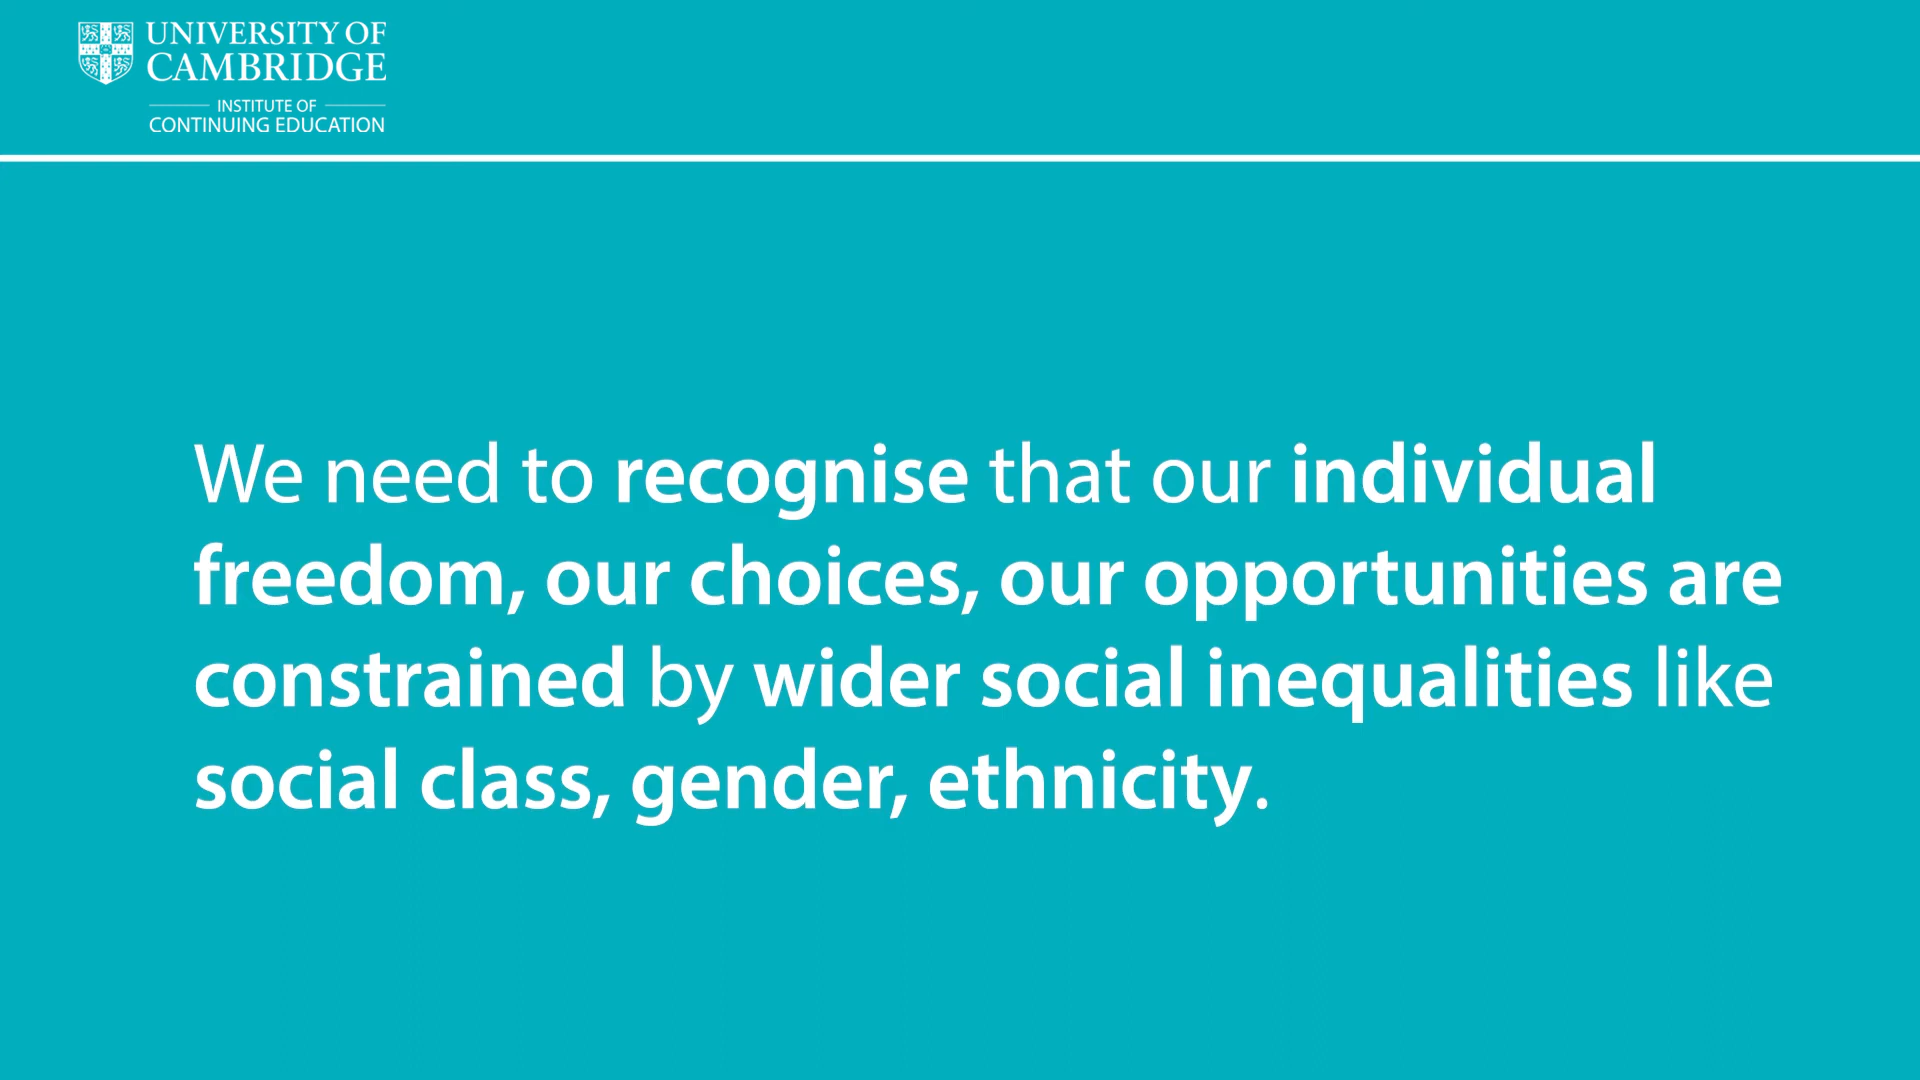 UNIVERSITY OF
CAMBRIDGE
INSTITUTE OF
CONTINUING EDUCATION
We need to recognise that our individual
freedom, our choices, our opportunities are
constrained by wider social inequalities like
social class, gender, ethnicity.